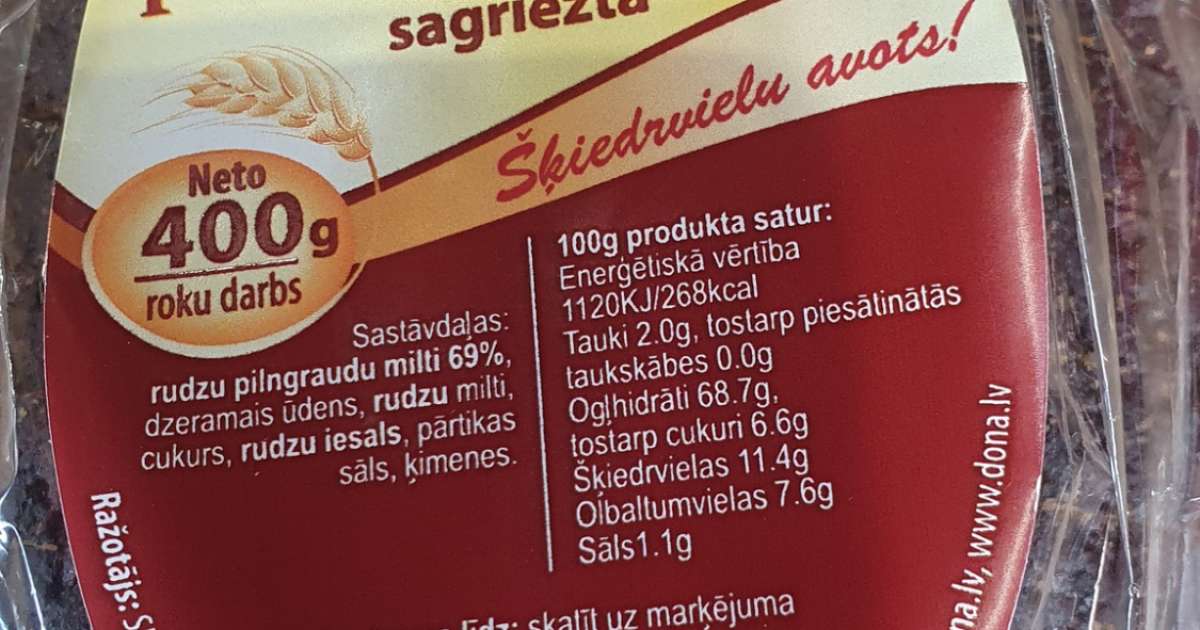 sagriezta
Šķiedrvielu avots!
Neto
400g
roku darbs
Sastāvdaļas:
rudzu pilngraudu milti 69%,
dzeramais ūdens, rudzu milti,
cukurs, rudzu iesals, pārtikas
sāls, ķimenes.
100g produkta satur:
Enerģētiskā vērtība
1120KJ/268kcal
Tauki 2.0g, tostarp piesātinātās
taukskābes 0.0g
Ogļhidrāti 68.7g,
tostarp cukuri 6.6g
Šķiedrvielas 11.4g
Olbaltumvielas 7.6g
Sāls1.1g
Ražotājs:
līdz: skatīt uz marķējuma
www.dona.lv